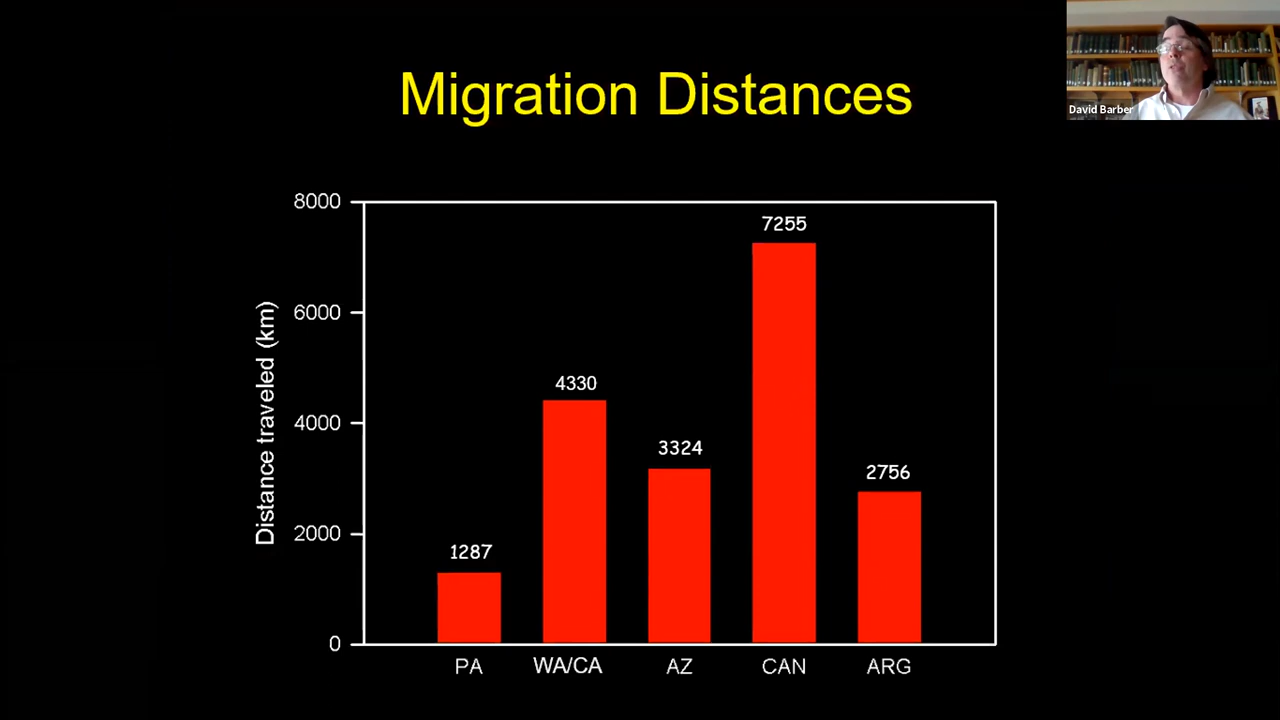 Migration Distances
David Barber
8000
6000
4000
2000
0
Distance traveled (km)
1287
4330
3324
7255
2756
PA
WA/CA
AZ
CAN
ARG